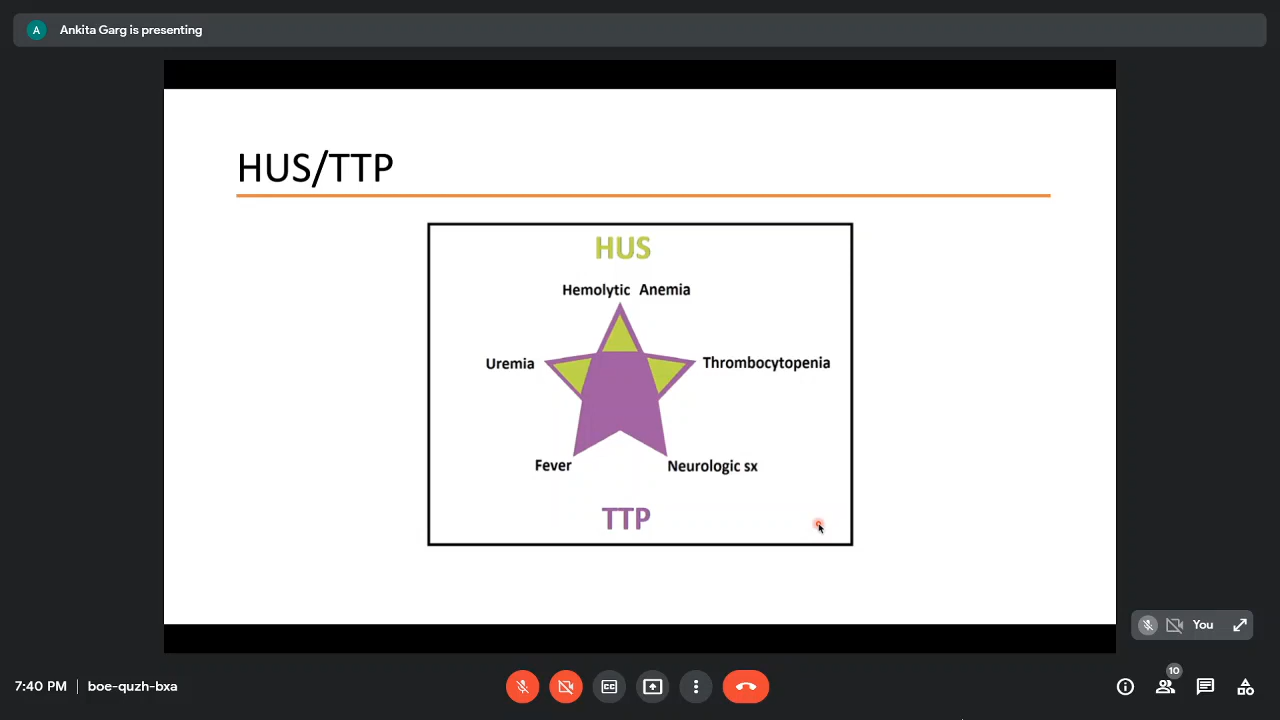 A Ankita Garg is presenting
HUS/TTP
HUS
Hemolytic Anemia
Uremia
Thrombocytopenia
Fever
Neurologic sx
TTP
You
7:40 PM | boe-quzh-bxa
CC
10